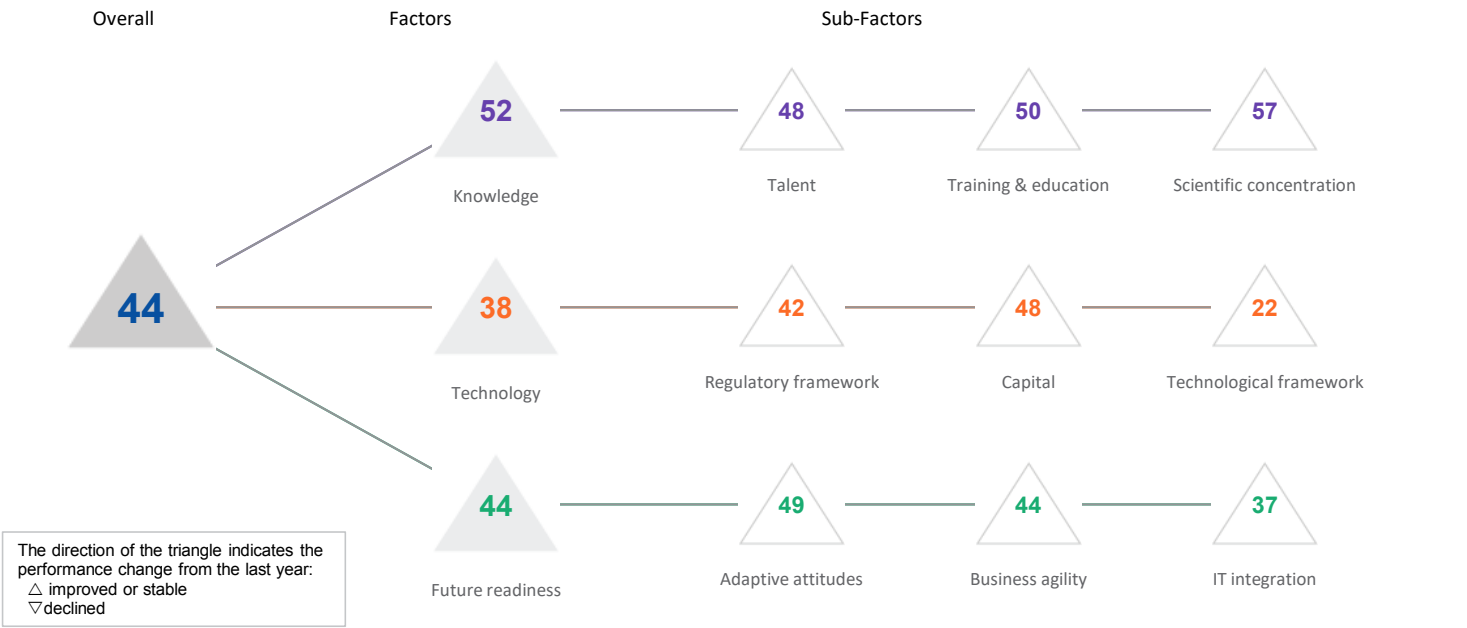 Overall Factors Sub-Factors
52 48 50 57
Knowledge Talent Training & education Scientific concentration
44
38 42 48 22
Technology Regulatory framework Capital Technological framework
44 49 44 37
Future readiness Adaptive attitudes Business agility IT integration
The direction of the triangle indicates the
performance change from the last year:
△ improved or stable
▽declined